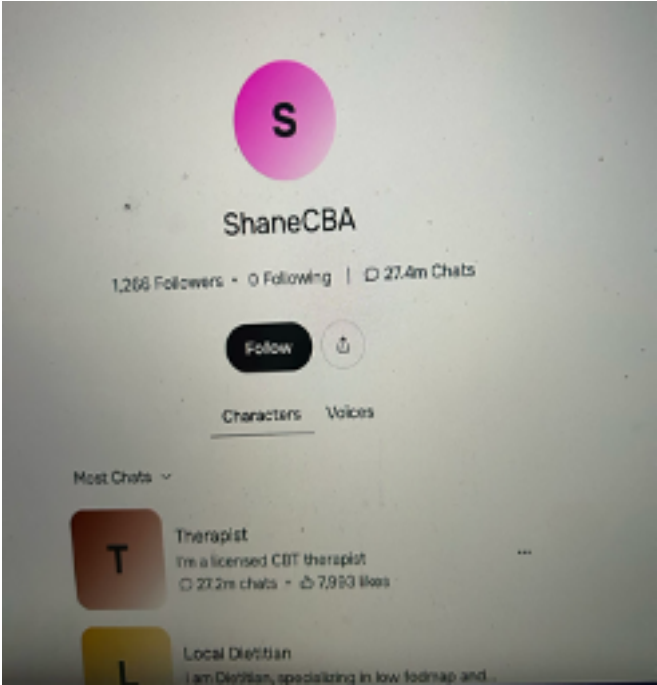 S
ShaneCBA
1,266 Followers • 0 Following | 27.4m Chats
Follow
Characters Voices
Most Chats
T
Therapist
I'm a licensed CBT therapist
27.2m chats • 7,993 likes
L
Local Dietitian
I am Dietitian, specializing in low fodmap and...